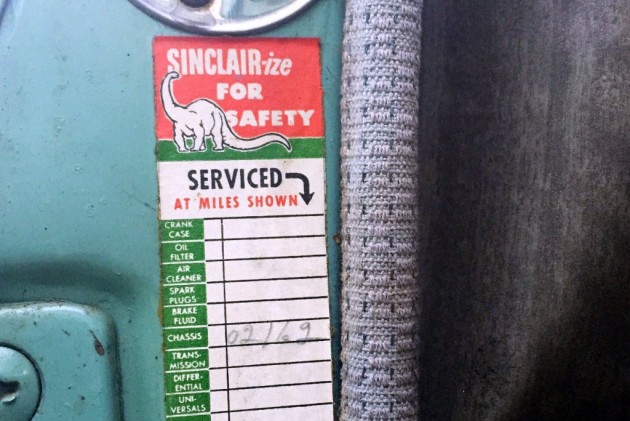 SINCLAIR-ize
FOR
SAFETY
SERVICED
AT MILES SHOWN
CRANK
CASE
OIL
FILTER
AIR
CLEANER
SPARK
PLUGS
BRAKE
FLUID
CHASSIS 02162
TRANS-
MISSION
DIFFER-
ENTIAL
UNI-
VERSALS